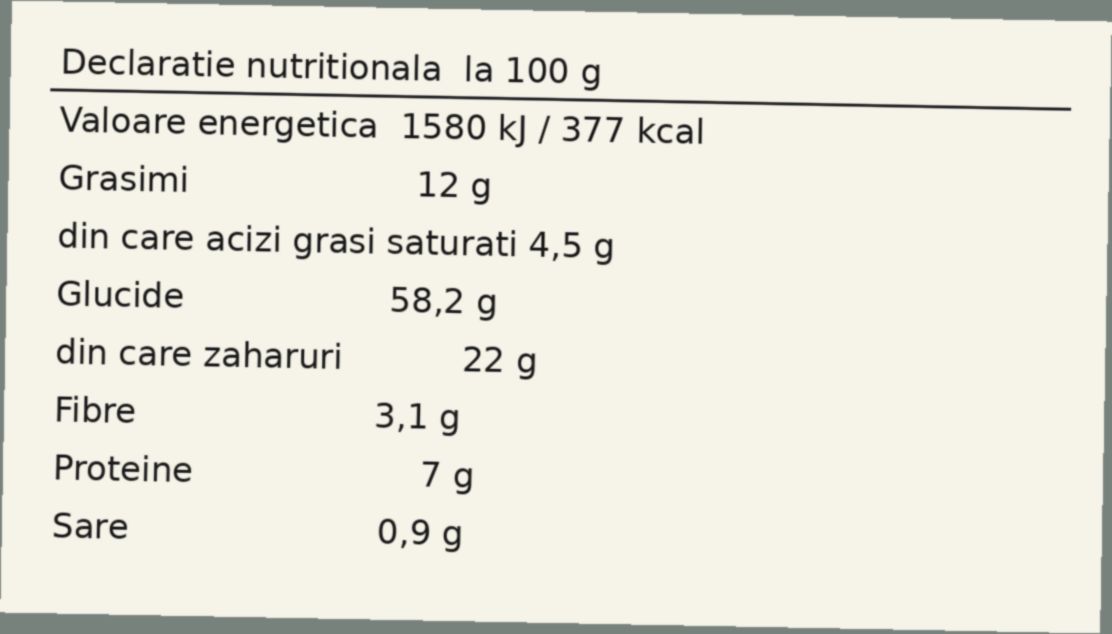 Declaratie nutritionala la 100 g
Valoare energetica 1580 kJ / 377 kcal
Grasimi 12 g
din care acizi grasi saturati 4,5 g
Glucide 58,2 g
din care zaharuri 22 g
Fibre 3,1 g
Proteine 7 g
Sare 0,9 g